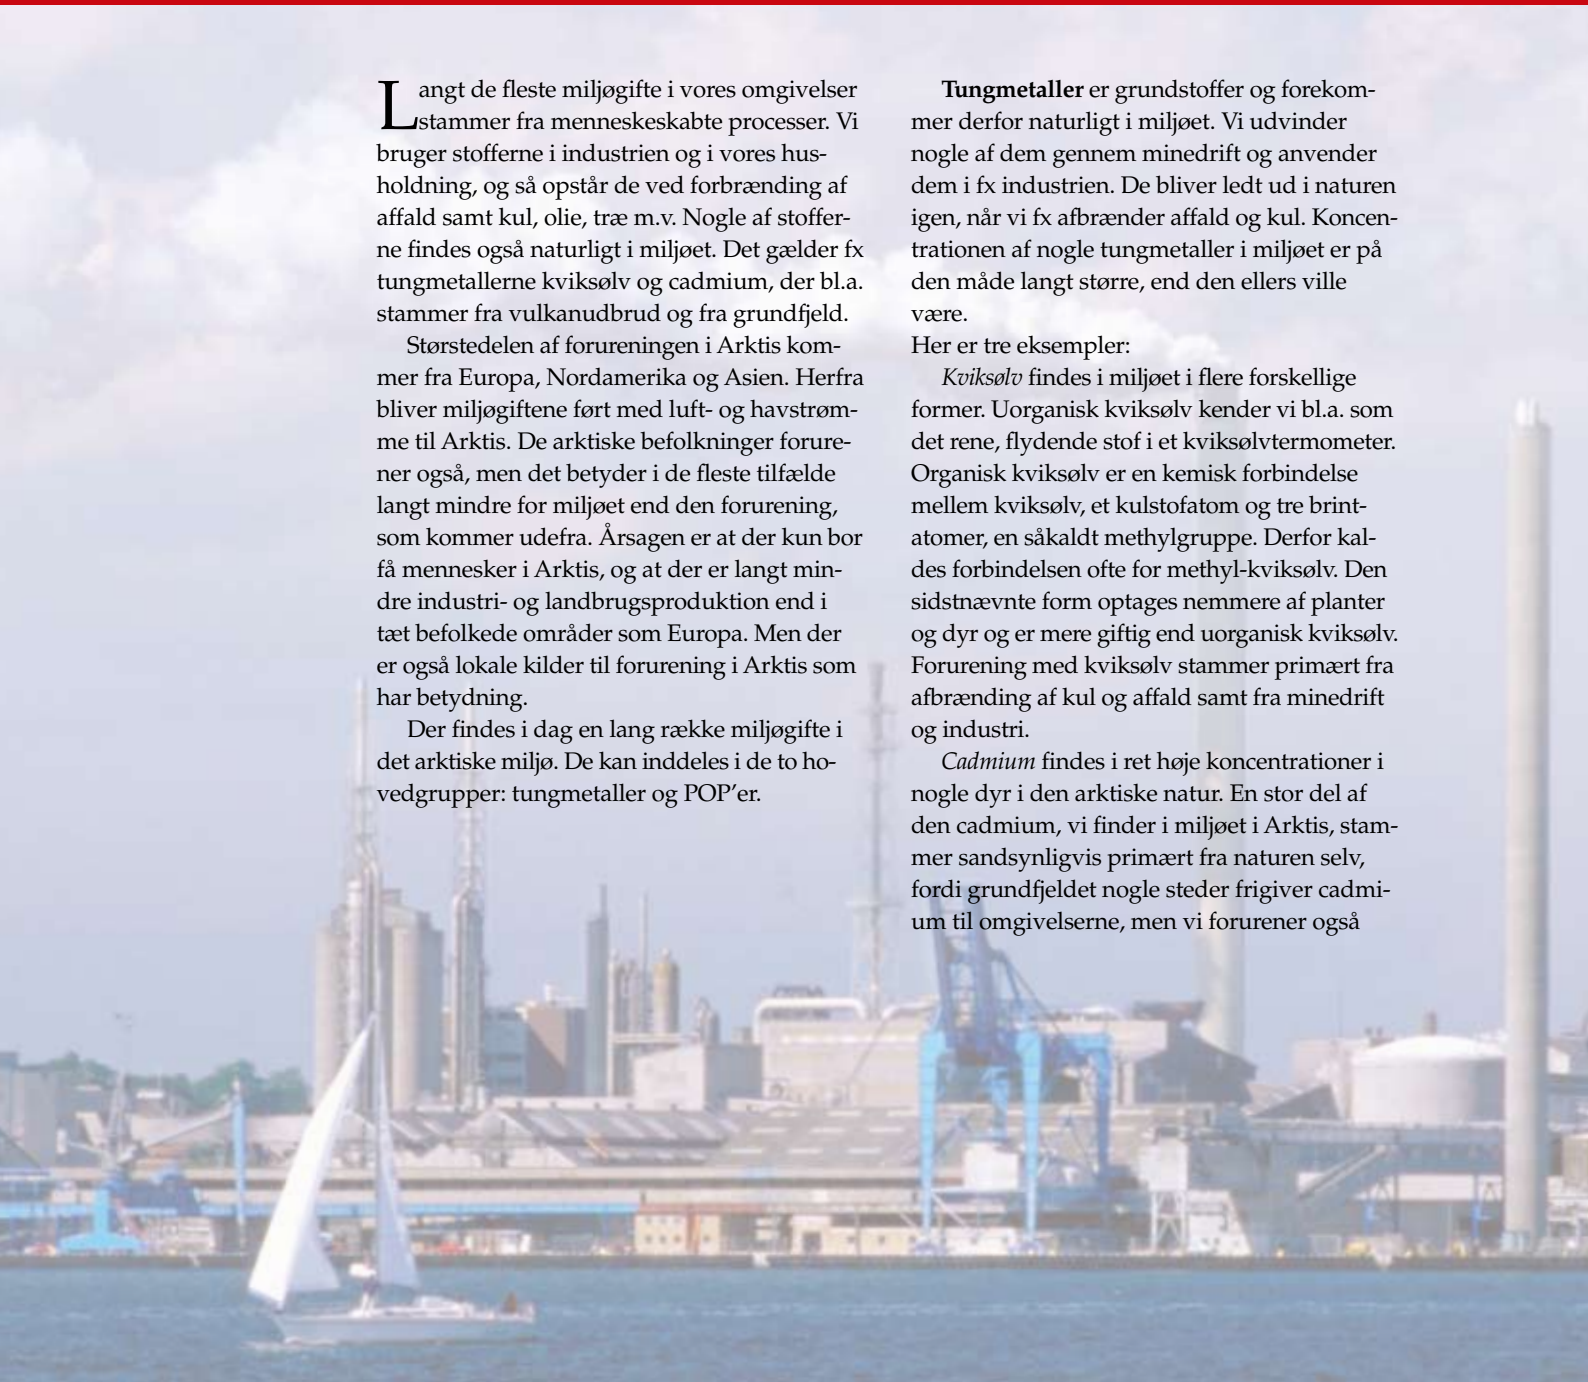 Langt de fleste miljøgifte i vores omgivelser
stammer fra menneskeskabte processer. Vi
bruger stofferne i industrien og i vores hus-
holdning, og så opstår de ved forbrænding af
affald samt kul, olie, træ m.v. Nogle af stoffer-
ne findes også naturligt i miljøet. Det gælder fx
tungmetallerne kviksølv og cadmium, der bl.a.
stammer fra vulkanudbrud og fra grundfjeld.
Størstedelen af forureningen i Arktis kom-
mer fra Europa, Nordamerika og Asien. Herfra
bliver miljøgiftene ført med luft- og havstrøm-
me til Arktis. De arktiske befolkninger forure-
ner også, men det betyder i de fleste tilfælde
langt mindre for miljøet end den forurening,
som kommer udefra. Årsagen er at der kun bor
få mennesker i Arktis, og at der er langt min-
dre industri- og landbrugsproduktion end i
tæt befolkede områder som Europa. Men der
er også lokale kilder til forurening i Arktis som
har betydning.
Der findes i dag en lang række miljøgifte i
det arktiske miljø. De kan inddeles i de to ho-
vedgrupper: tungmetaller og POP’er.
Tungmetaller er grundstoffer og forekom-
mer derfor naturligt i miljøet. Vi udvinder
nogle af dem gennem minedrift og anvender
dem i fx industrien. De bliver ledt ud i naturen
igen, når vi fx afbrænder affald og kul. Koncen-
trationen af nogle tungmetaller i miljøet er på
den måde langt større, end den ellers ville
være.
Her er tre eksempler:
Kviksølv findes i miljøet i flere forskellige
former. Uorganisk kviksølv kender vi bl.a. som
det rene, flydende stof i et kviksølvtermometer.
Organisk kviksølv er en kemisk forbindelse
mellem kviksølv, et kulstofatom og tre brint-
atomer, en såkaldt methylgruppe. Derfor kal-
des forbindelsen ofte for methyl-kviksølv. Den
sidstnævnte form optages nemmere af planter
og dyr og er mere giftig end uorganisk kviksølv.
Forurening med kviksølv stammer primært fra
afbrænding af kul og affald samt fra minedrift
og industri.
Cadmium findes i ret høje koncentrationer i
nogle dyr i den arktiske natur. En stor del af
den cadmium, vi finder i miljøet i Arktis, stam-
mer sandsynligvis primært fra naturen selv,
fordi grundfjeldet nogle steder frigiver cadmi-
um til omgivelserne, men vi forurener også